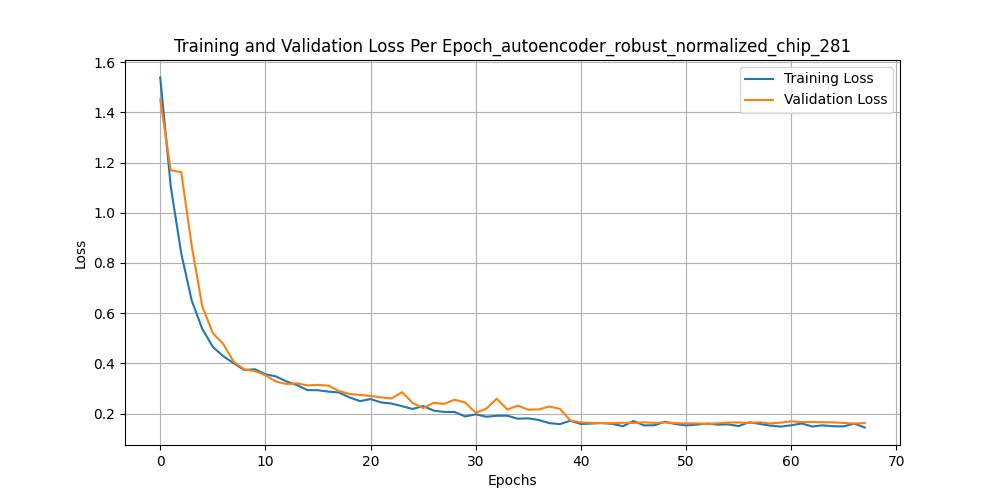 Training and Validation Loss Per Epoch_autoencoder_robust_normalized_chip_281
Training Loss
Validation Loss
1.6
1.4
1.2
1.0
0.8
0.6
0.4
0.2
Loss
0 10 20 30 40 50 60 70
Epochs